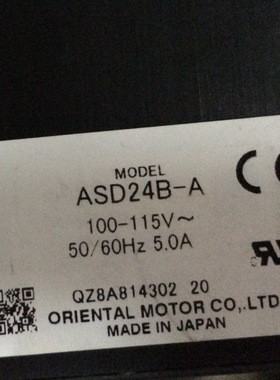 MODEL
ASD24B-A
100-115V~
50/60Hz 5.0A
QZ8A814302 20
ORIENTAL MOTOR CO.,LTD.
MADE IN JAPAN